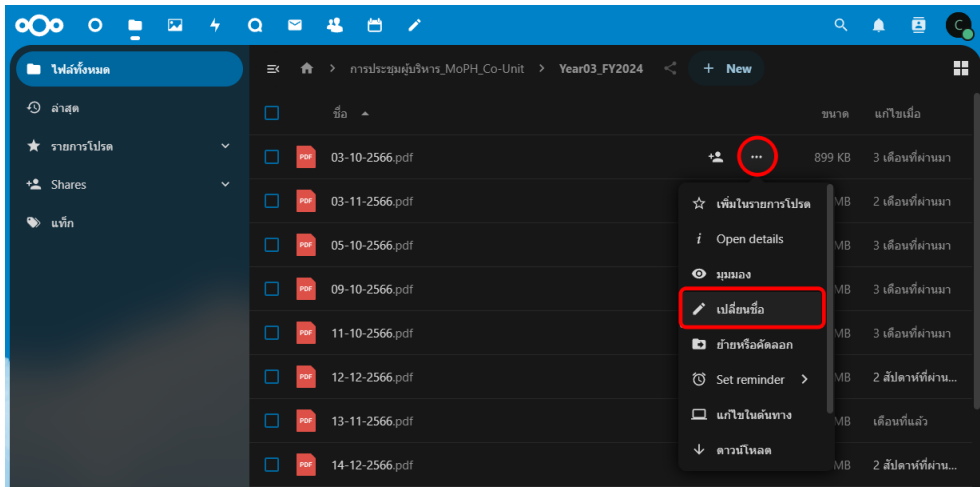 C
ไฟล์ทั้งหมด
การประชุมผู้บริหาร_MoPH_Co-Unit > Year03_FY2024 + New
ล่าสุด
ชื่อ ขนาด แก้ไขเมื่อ
รายการโปรด
PDF 03-10-2566.pdf ... 899 KB 3 เดือนที่ผ่านมา
Shares
PDF 03-11-2566.pdf เพิ่มในรายการโปรด MB 2 เดือนที่ผ่านมา
แท็ก
PDF 05-10-2566.pdf i Open details MB 3 เดือนที่ผ่านมา
มุมมอง
PDF 09-10-2566.pdf MB 3 เดือนที่ผ่านมา
เปลี่ยนชื่อ
PDF 11-10-2566.pdf ย้ายหรือคัดลอก MB 3 เดือนที่ผ่านมา
PDF 12-12-2566.pdf Set reminder > MB 2 สัปดาห์ที่ผ่าน...
PDF 13-11-2566.pdf แก้ไขในต้นทาง MB เดือนที่แล้ว
ดาวน์โหลด
PDF 14-12-2566.pdf MB 2 สัปดาห์ที่ผ่าน...